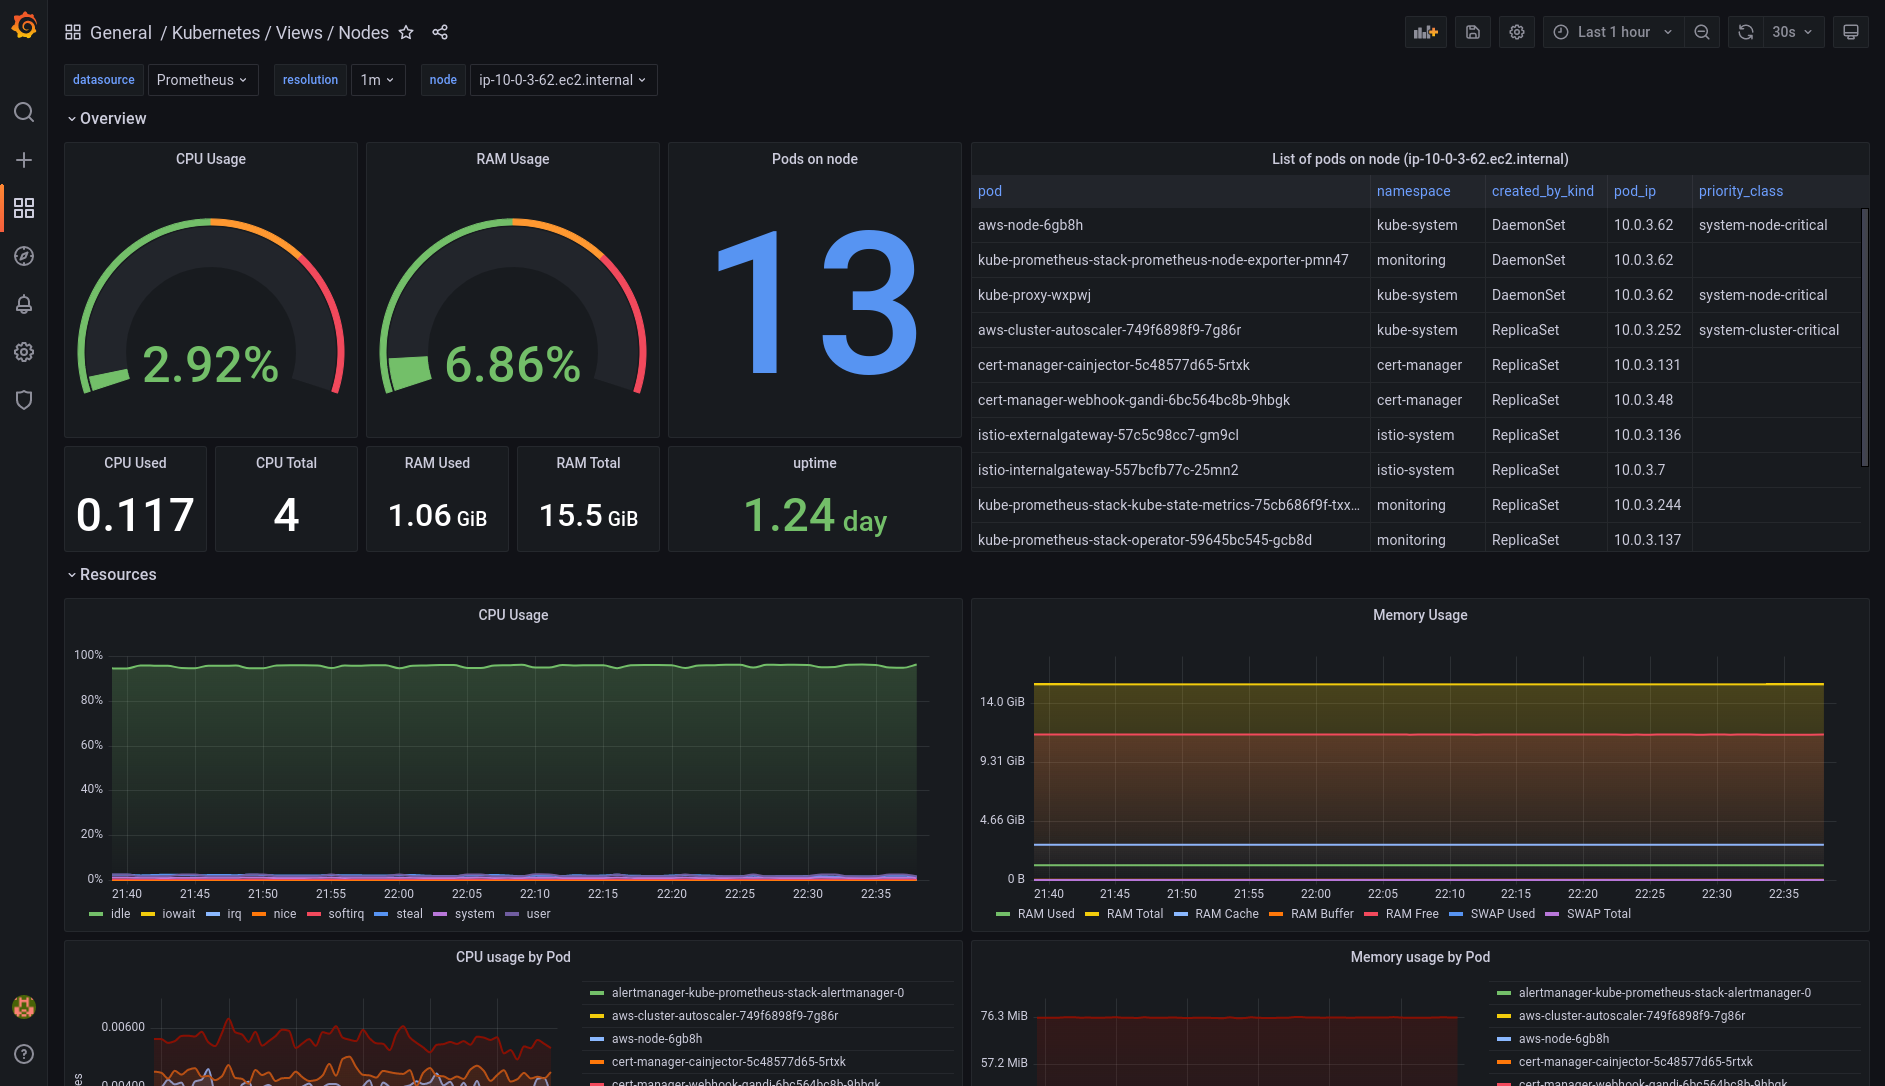 General / Kubernetes / Views / Nodes
Last 1 hour
30s
datasource Prometheus resolution 1m node ip-10-0-3-62.ec2.internal
Overview
CPU Usage
2.92%
RAM Usage
6.86%
Pods on node
13
List of pods on node (ip-10-0-3-62.ec2.internal)
pod namespace created_by_kind pod_ip priority_class
aws-node-6gb8h kube-system DaemonSet 10.0.3.62 system-node-critical
kube-prometheus-stack-prometheus-node-exporter-pmn47 monitoring DaemonSet 10.0.3.62
kube-proxy-wxpwj kube-system DaemonSet 10.0.3.62 system-node-critical
aws-cluster-autoscaler-749f6898f9-7g86r kube-system ReplicaSet 10.0.3.252 system-cluster-critical
cert-manager-cainjector-5c48577d65-5rtxk cert-manager ReplicaSet 10.0.3.131
cert-manager-webhook-gandi-6bc564bc8b-9hbgk cert-manager ReplicaSet 10.0.3.48
istio-externalgateway-57c5c98cc7-gm9cl istio-system ReplicaSet 10.0.3.136
istio-internalgateway-557bcfb77c-25mn2 istio-system ReplicaSet 10.0.3.7
kube-prometheus-stack-kube-state-metrics-75cb686f9f-txx... monitoring ReplicaSet 10.0.3.244
kube-prometheus-stack-operator-59645bc545-gcb8d monitoring ReplicaSet 10.0.3.137
CPU Used
0.117
CPU Total
4
RAM Used
1.06 GiB
RAM Total
15.5 GiB
uptime
1.24 day
Resources
CPU Usage
100%
80%
60%
40%
20%
0%
21:40 21:45 21:50 21:55 22:00 22:05 22:10 22:15 22:20 22:25 22:30 22:35
idle iowait irq nice softirq steal system user
Memory Usage
14.0 GiB
9.31 GiB
4.66 GiB
0 B
21:40 21:45 21:50 21:55 22:00 22:05 22:10 22:15 22:20 22:25 22:30 22:35
RAM Used RAM Total RAM Cache RAM Buffer RAM Free SWAP Used SWAP Total
CPU usage by Pod
0.00600
0.00400
alertmanager-kube-prometheus-stack-alertmanager-0
aws-cluster-autoscaler-749f6898f9-7g86r
aws-node-6gb8h
cert-manager-cainjector-5c48577d65-5rtxk
cert-manager-webhook-gandi-6bc564bc8b-9hbgk
Memory usage by Pod
76.3 MiB
57.2 MiB
alertmanager-kube-prometheus-stack-alertmanager-0
aws-cluster-autoscaler-749f6898f9-7g86r
aws-node-6gb8h
cert-manager-cainjector-5c48577d65-5rtxk
cert-manager-webhook-gandi-6bc564bc8b-9hbgk